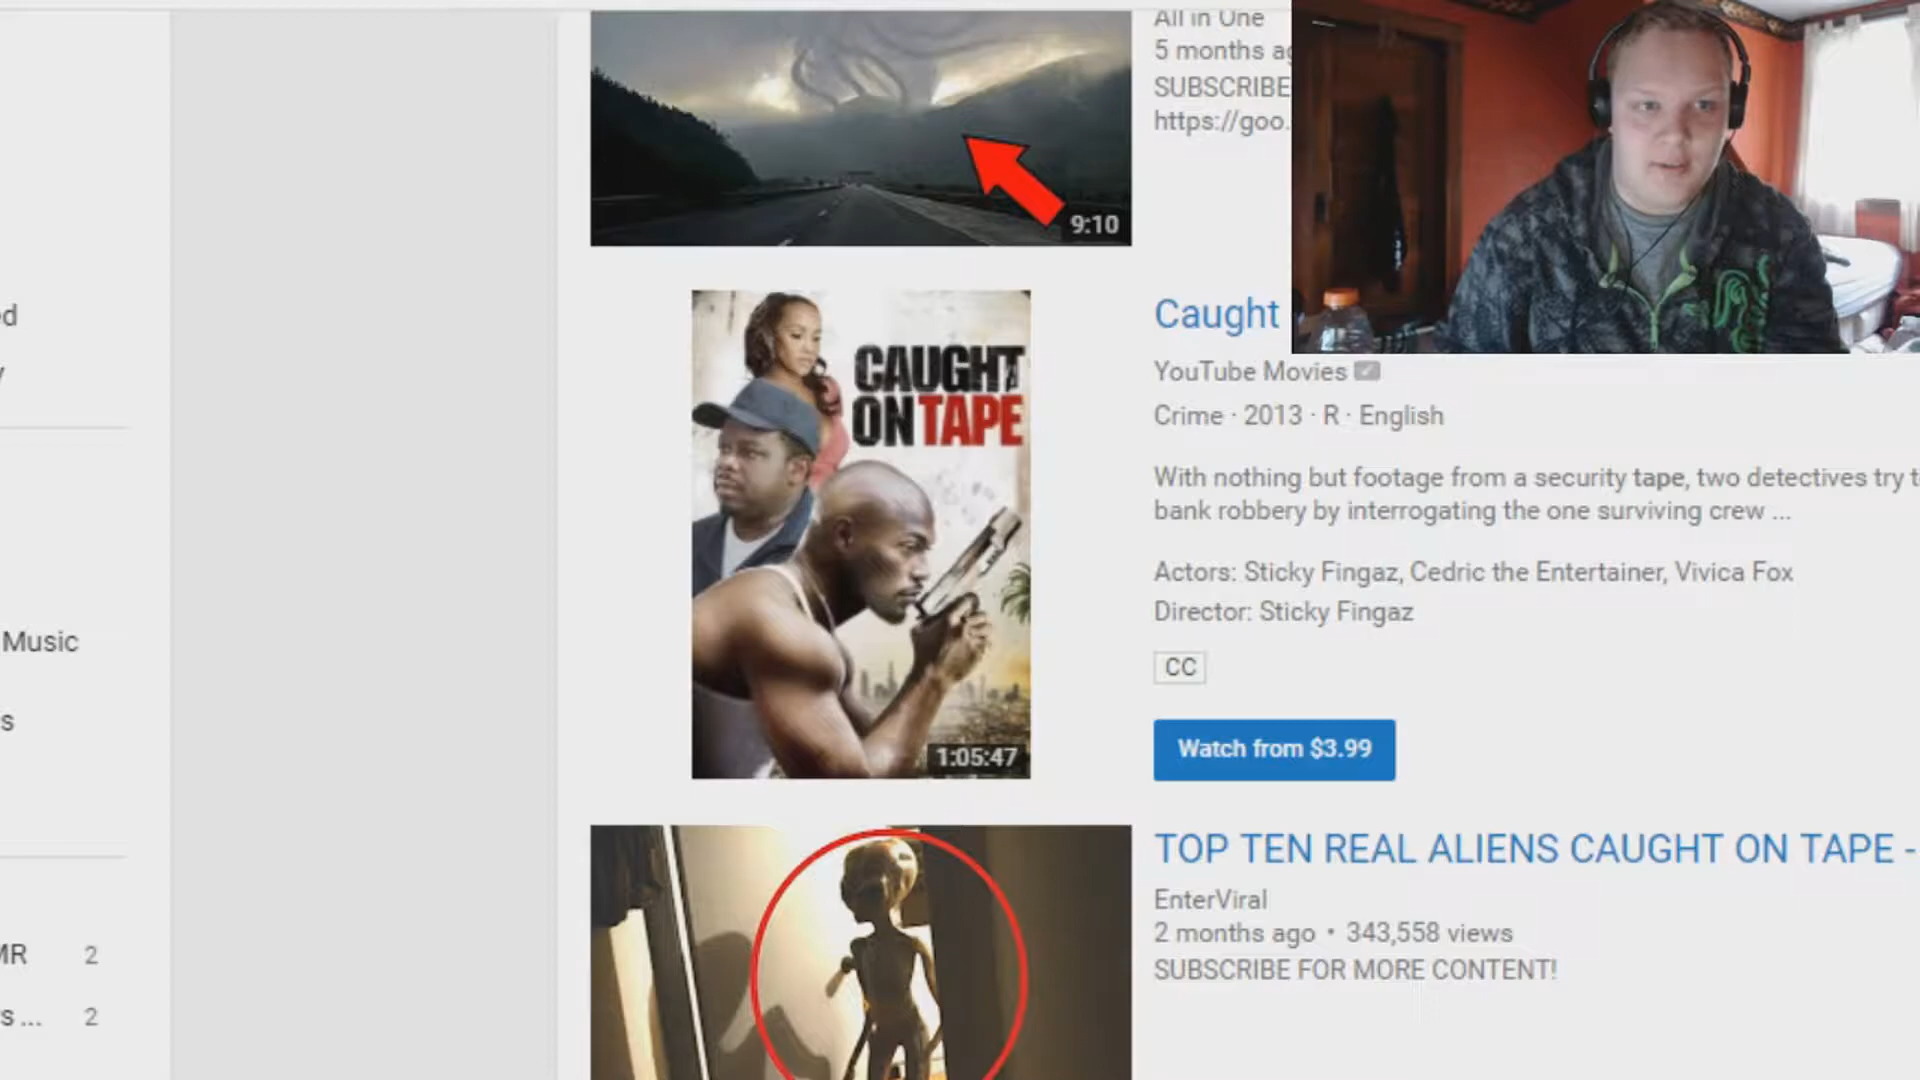 All in One
5 months
SUBSCRIBE
https://goo.
9:10
CAUGHT
ON TAPE
1:05:47
Caught
YouTube Movies
Crime · 2013 · R · English
With nothing but footage from a security tape, two detectives try
bank robbery by interrogating the one surviving crew ...
Actors: Sticky Fingaz, Cedric the Entertainer, Vivica Fox
Director: Sticky Fingaz
CC
Watch from $3.99
TOP TEN REAL ALIENS CAUGHT ON TAPE -
EnterViral
2 months ago • 343,558 views
SUBSCRIBE FOR MORE CONTENT!
Music
s
MR 2
s ... 2